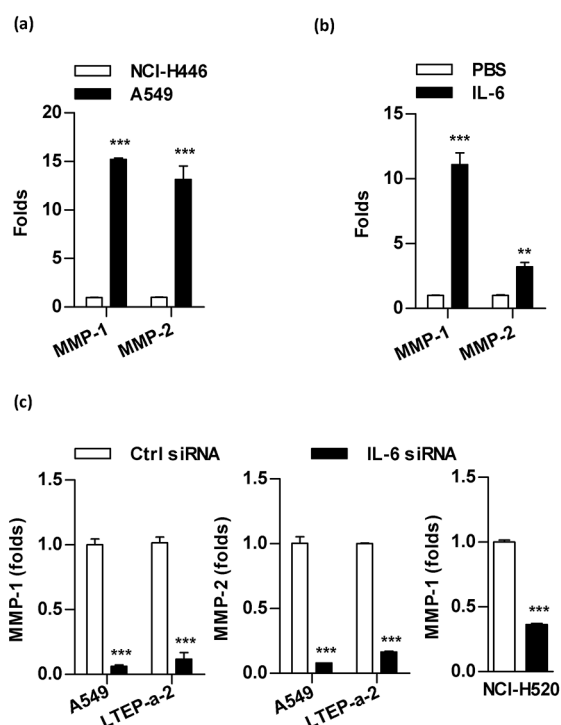 (a)
NCI-H446
A549
20
15
10
5
0
Folds
***
***
MMP-1
MMP-2
(b)
PBS
IL-6
15
10
5
0
Folds
***
**
MMP-1
MMP-2
(c)
Ctrl siRNA
IL-6 siRNA
1.5
1.0
0.5
0.0
MMP-1 (folds)
***
***
A549
LTEP-a-2
1.5
1.0
0.5
0.0
MMP-2 (folds)
***
***
A549
LTEP-a-2
1.5
1.0
0.5
0.0
MMP-1 (folds)
***
NCI-H520